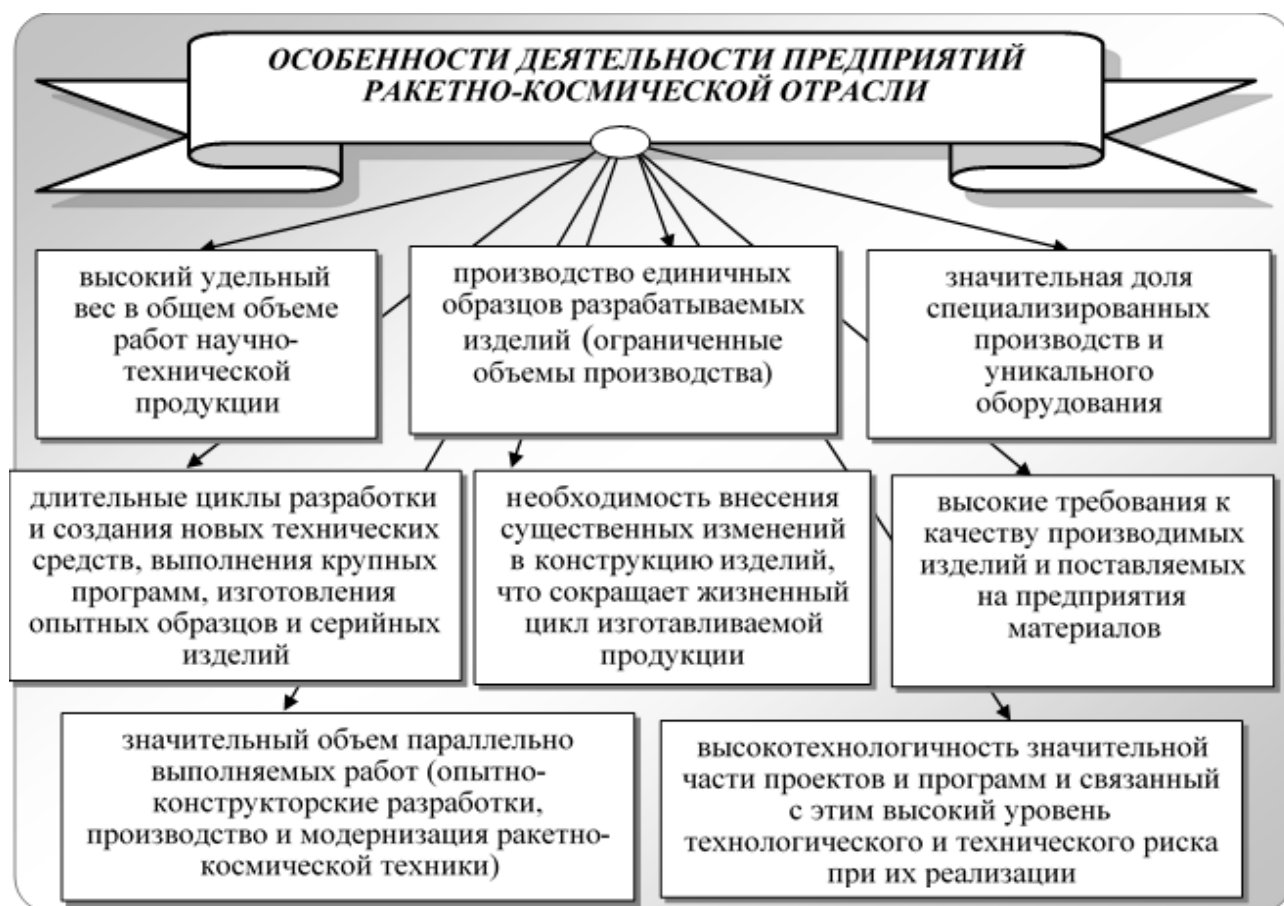 ОСОБЕННОСТИ ДЕЯТЕЛЬНОСТИ ПРЕДПРИЯТИЙ
РАКЕТНО-КОСМИЧЕСКОЙ ОТРАСЛИ
высокий удельный
вес в общем объеме
работ научно-
технической
продукции
производство единичных
образцов разрабатываемых
изделий (ограниченные
объемы производства)
значительная доля
специализированных
производств и
уникального
оборудования
длительные циклы разработки
и создания новых технических
средств, выполнения крупных
программ, изготовления
опытных образцов и серийных
изделий
необходимость внесения
существенных изменений
в конструкцию изделий,
что сокращает жизненный
цикл изготавливаемой
продукции
высокие требования к
качеству производимых
изделий и поставляемых
на предприятия
материалов
значительный объем параллельно
выполняемых работ (опытно-
конструкторские разработки,
производство и модернизация ракетно-
космической техники)
высокотехнологичность значительной
части проектов и программ и связанный
с этим высокий уровень
технологического и технического риска
при их реализации